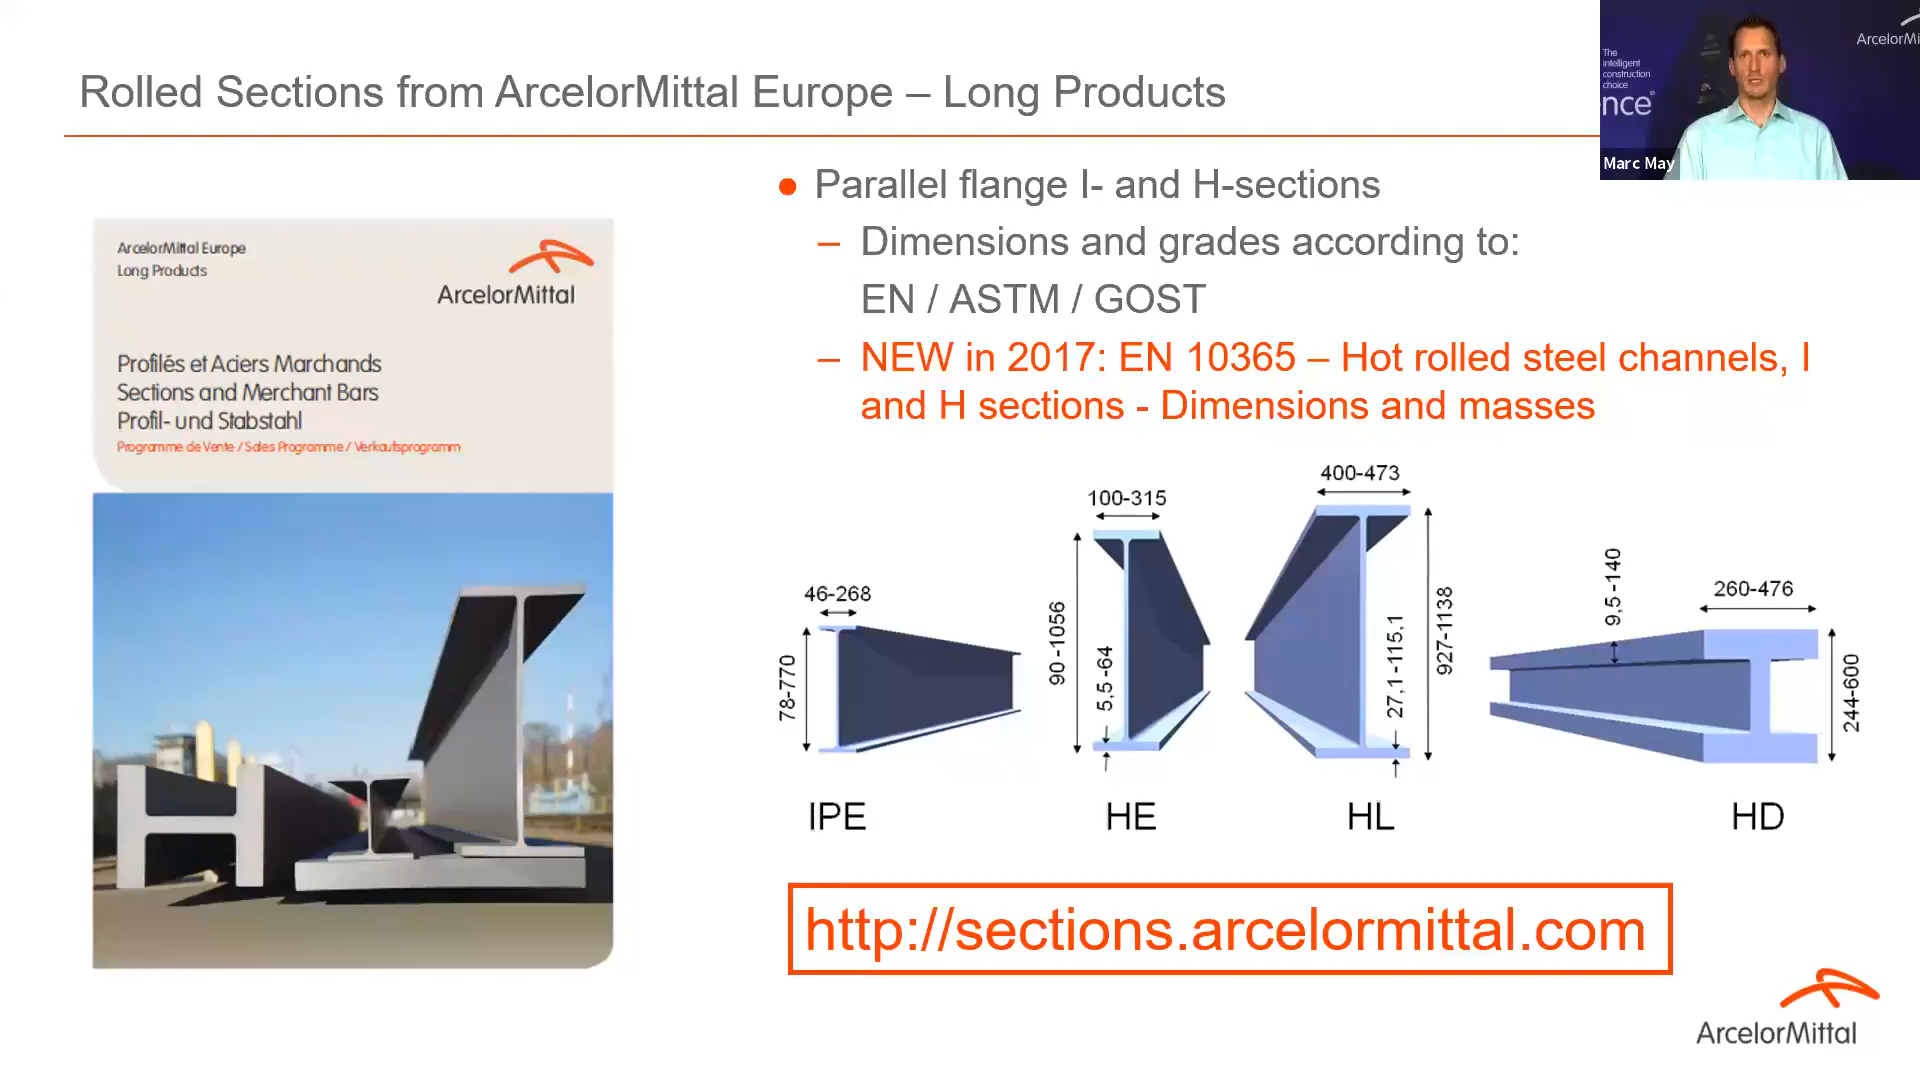 Rolled Sections from ArcelorMittal Europe – Long Products
The
intelligent
construction
choice
nce
ArcelorMi
Marc May
ArcelorMittal Europe
Long Products
ArcelorMittal
Profilés et Aciers Marchands
Sections and Merchant Bars
Profil- und Stabstahl
Programme de Vente / Sales Programme / Verkaufsprogramm
Parallel flange I- and H-sections
– Dimensions and grades according to:
EN / ASTM / GOST
– NEW in 2017: EN 10365 – Hot rolled steel channels, I
and H sections - Dimensions and masses
46-268
78-770
IPE
100-315
90 -1056
5,5-64
HE
400-473
27,1 -115,1
927-1138
HL
9,5 -140
260-476
244-600
HD
http://sections.arcelormittal.com
ArcelorMittal